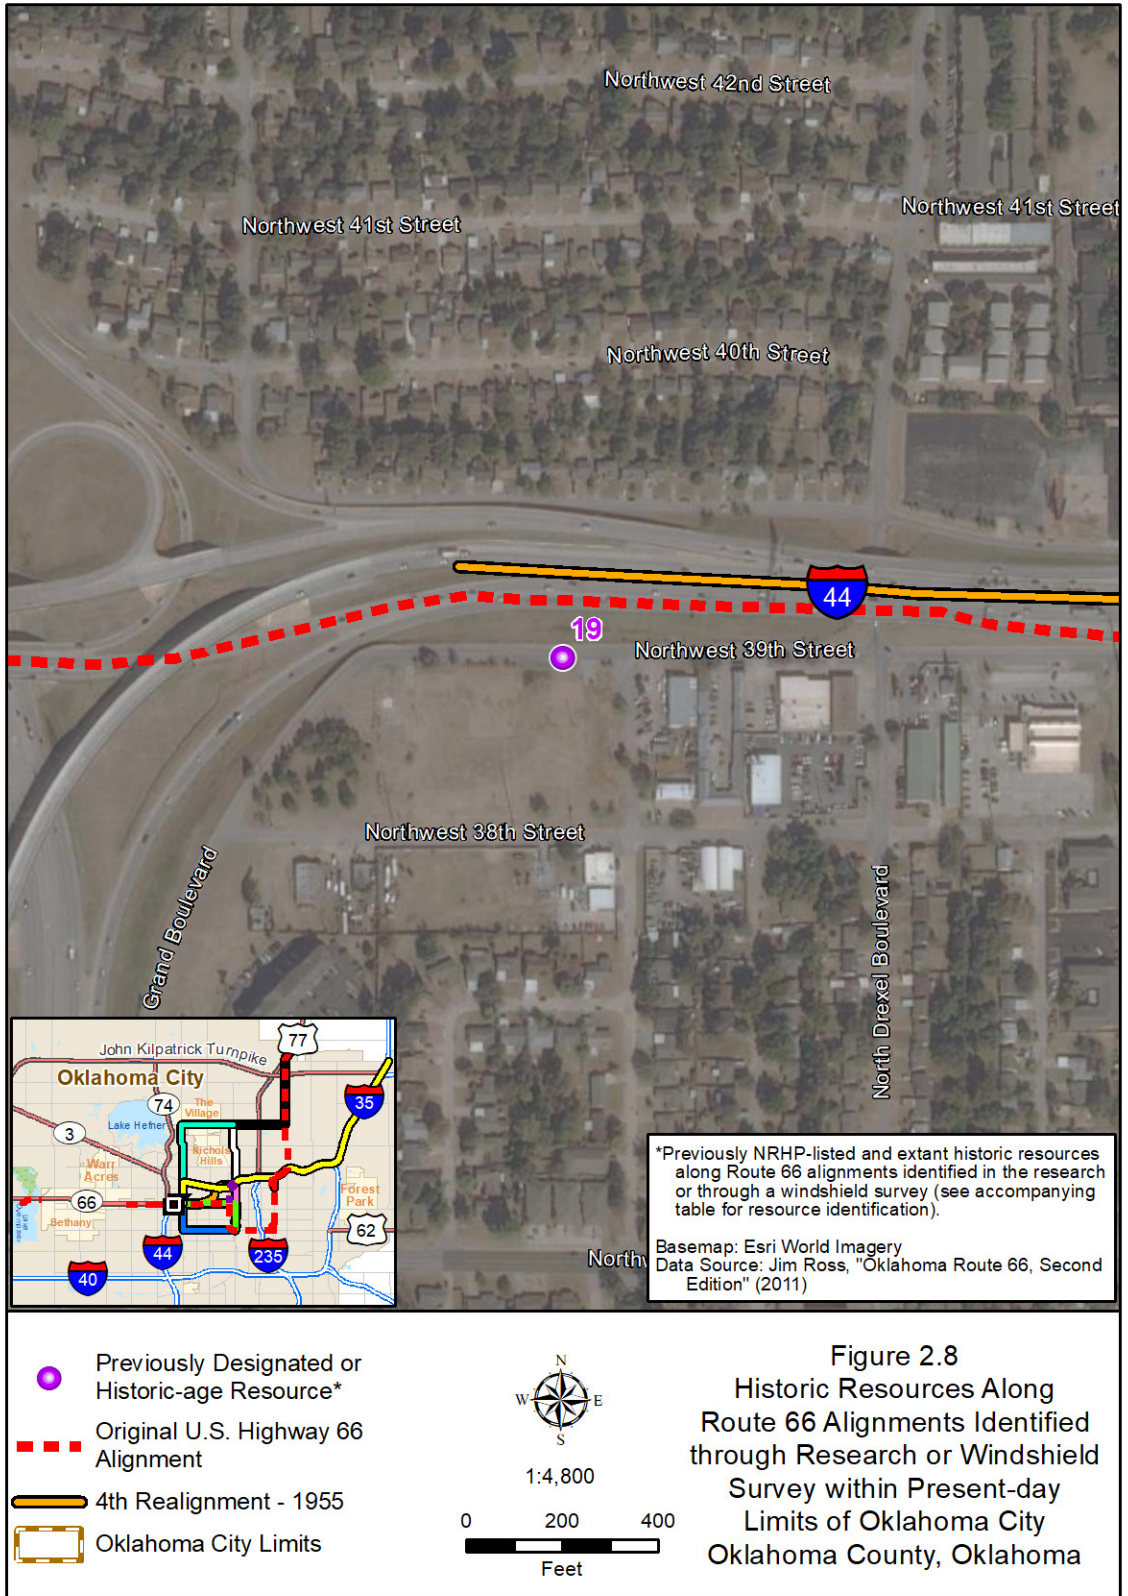 Northwest 42nd Street
Northwest 41st Street
Northwest 41st Street
Northwest 40th Street
44
19
Northwest 39th Street
Northwest 38th Street
Grand Boulevard
North Drexel Boulevard
Northw
77
John Kilpatrick Turnpike
Oklahoma City
74
The
Village
35
Lake Hefner
3
Nichols
Hills
Warr
Acres
66
Forest
Park
Bethany
62
44
235
40
*Previously NRHP-listed and extant historic resources
along Route 66 alignments identified in the research
or through a windshield survey (see accompanying
table for resource identification).
Basemap: Esri World Imagery
Data Source: Jim Ross, "Oklahoma Route 66, Second
Edition" (2011)
Previously Designated or
Historic-age Resource*
Original U.S. Highway 66
Alignment
4th Realignment - 1955
Oklahoma City Limits
N
W E
S
1:4,800
0 200 400
Feet
Figure 2.8
Historic Resources Along
Route 66 Alignments Identified
through Research or Windshield
Survey within Present-day
Limits of Oklahoma City
Oklahoma County, Oklahoma